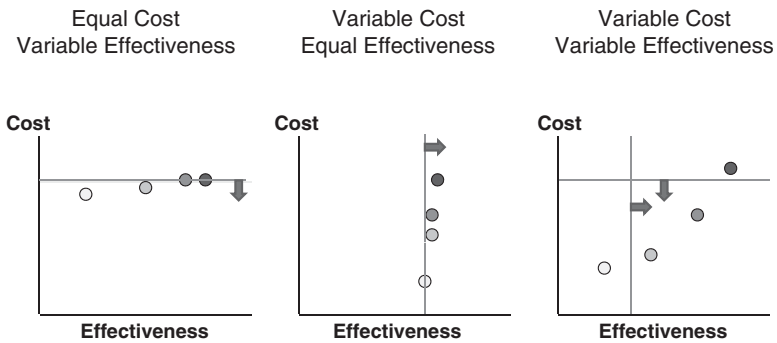 Equal Cost
Variable Effectiveness
Variable Cost
Equal Effectiveness
Variable Cost
Variable Effectiveness
Cost
Effectiveness
Cost
Effectiveness
Cost
Effectiveness